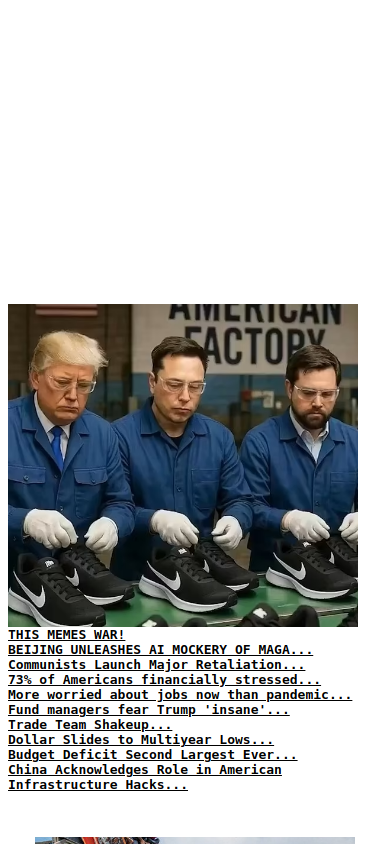 AMERICAN
FACTORY
THIS MEMES WAR!
BEIJING UNLEASHES AI MOCKERY OF MAGA...
Communists Launch Major Retaliation...
73% of Americans financially stressed...
More worried about jobs now than pandemic...
Fund managers fear Trump 'insane'...
Trade Team Shakeup...
Dollar Slides to Multiyear Lows...
Budget Deficit Second Largest Ever...
China Acknowledges Role in American
Infrastructure Hacks...